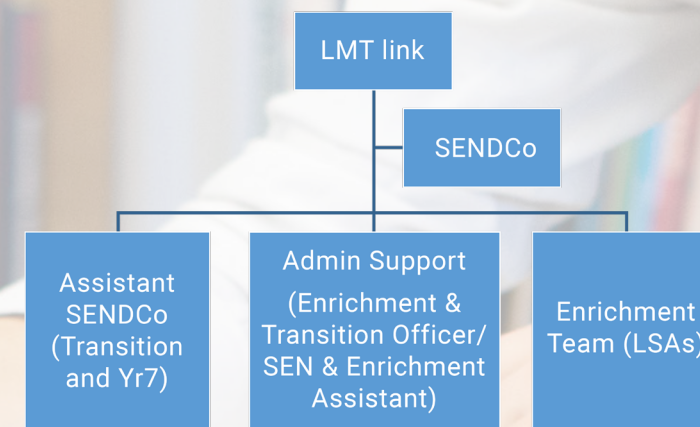 LMT link
SENDCo
Assistant
SENDCo
(Transition
and Yr7)
Admin Support
(Enrichment &
Transition Officer/
SEN & Enrichment
Assistant)
Enrichment
Team (LSAs)